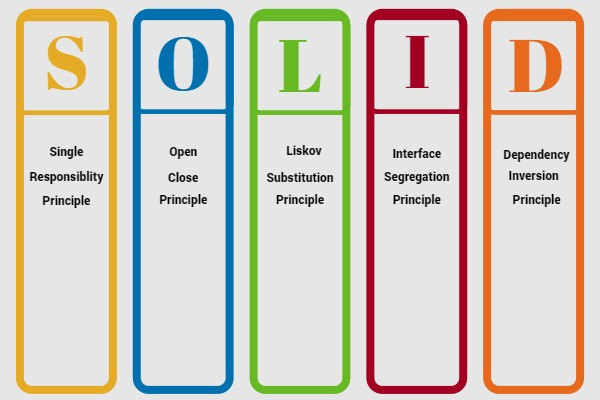 S
Single
Responsiblity
Principle
O
Open
Close
Principle
L
Liskov
Substitution
Principle
I
Interface
Segregation
Principle
D
Dependency
Inversion
Principle